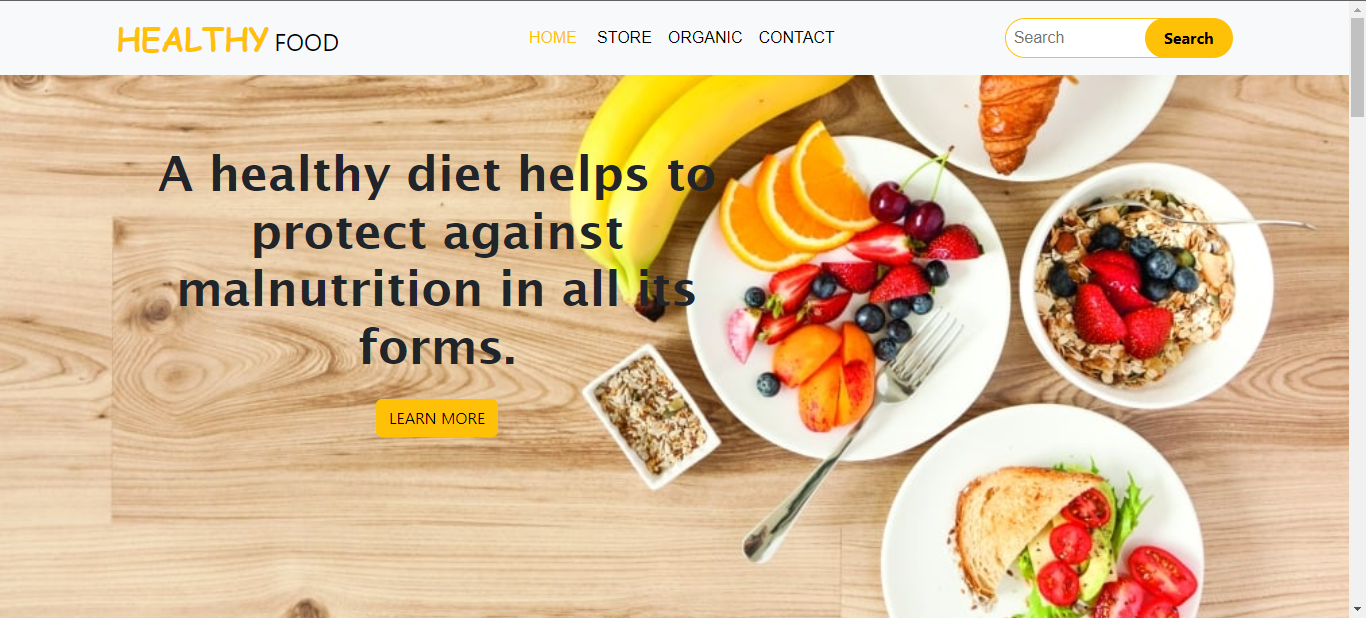 HEALTHY FOOD
HOME STORE ORGANIC CONTACT
Search Search
A healthy diet helps to
protect against
malnutrition in all its
forms.
LEARN MORE